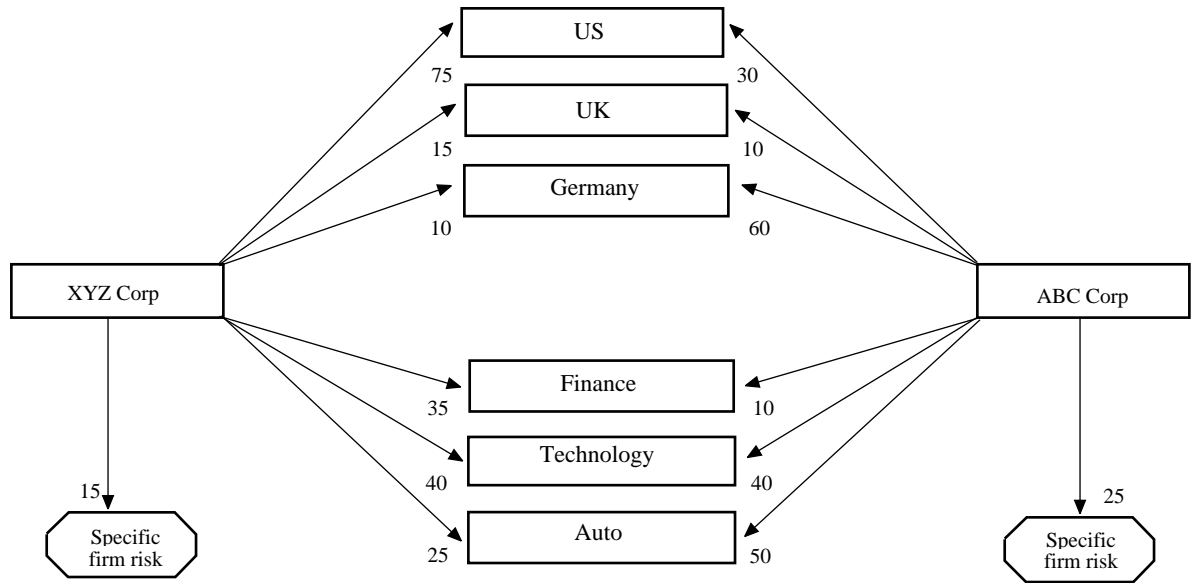 US
75
30
UK
15
10
Germany
10
60
XYZ Corp
ABC Corp
Finance
35
10
Technology
40
40
Auto
25
50
15
25
Specific
firm risk
Specific
firm risk